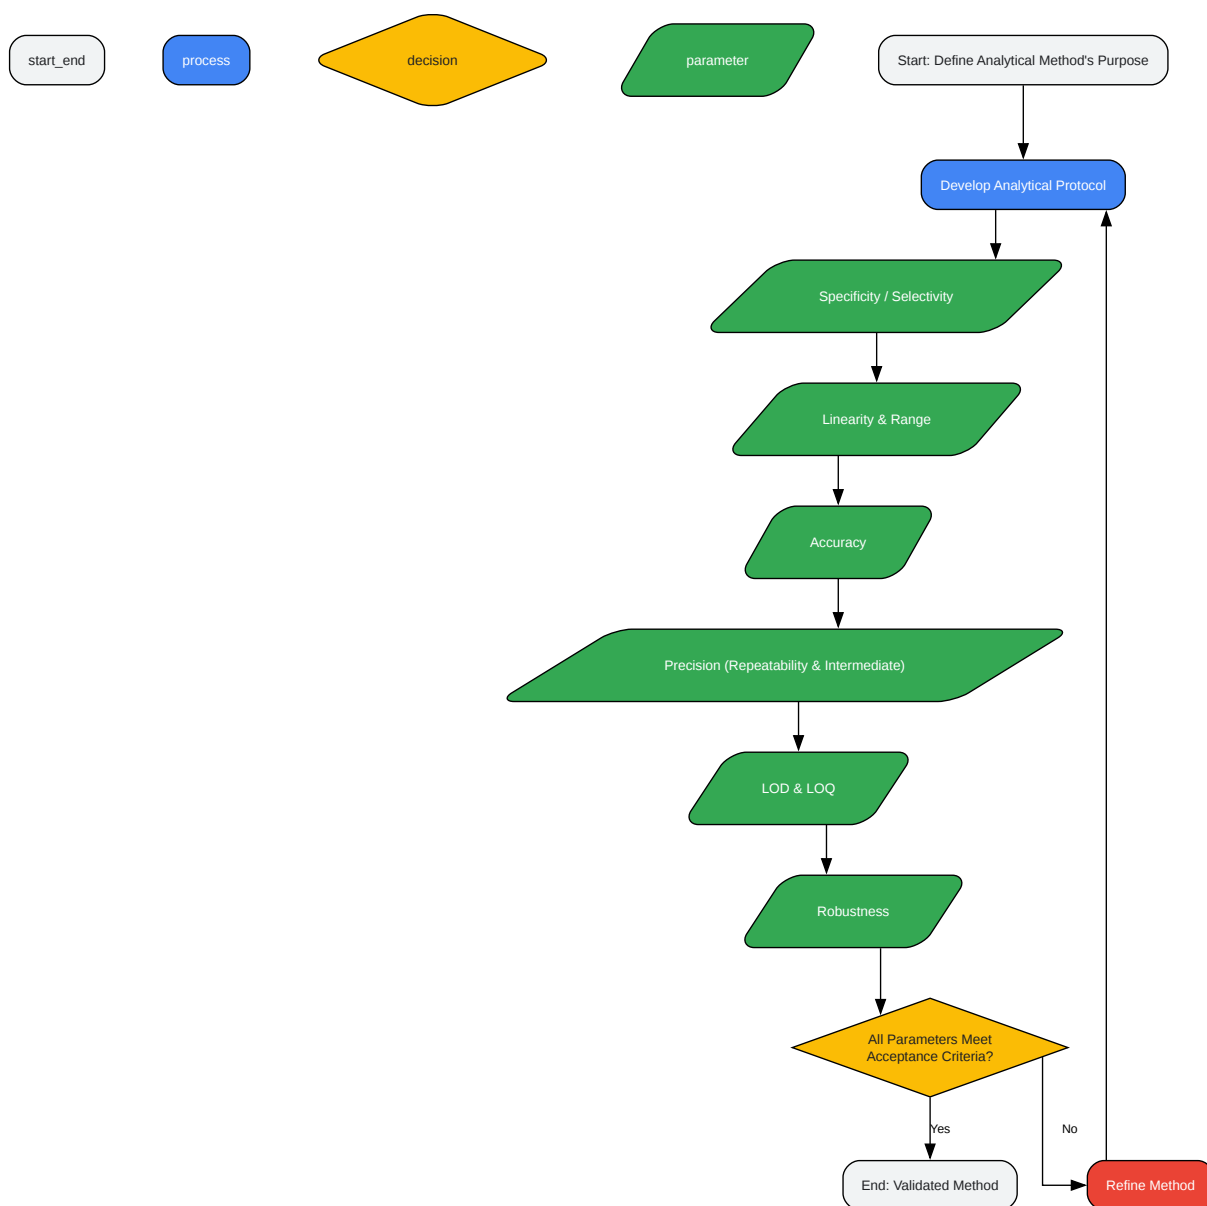 start_end
process
decision
parameter
Start: Define Analytical Method's Purpose
Develop Analytical Protocol
Specificity / Selectivity
Linearity & Range
Accuracy
Precision (Repeatability & Intermediate)
LOD & LOQ
Robustness
All Parameters Meet
Acceptance Criteria?
Yes
No
End: Validated Method
Refine Method